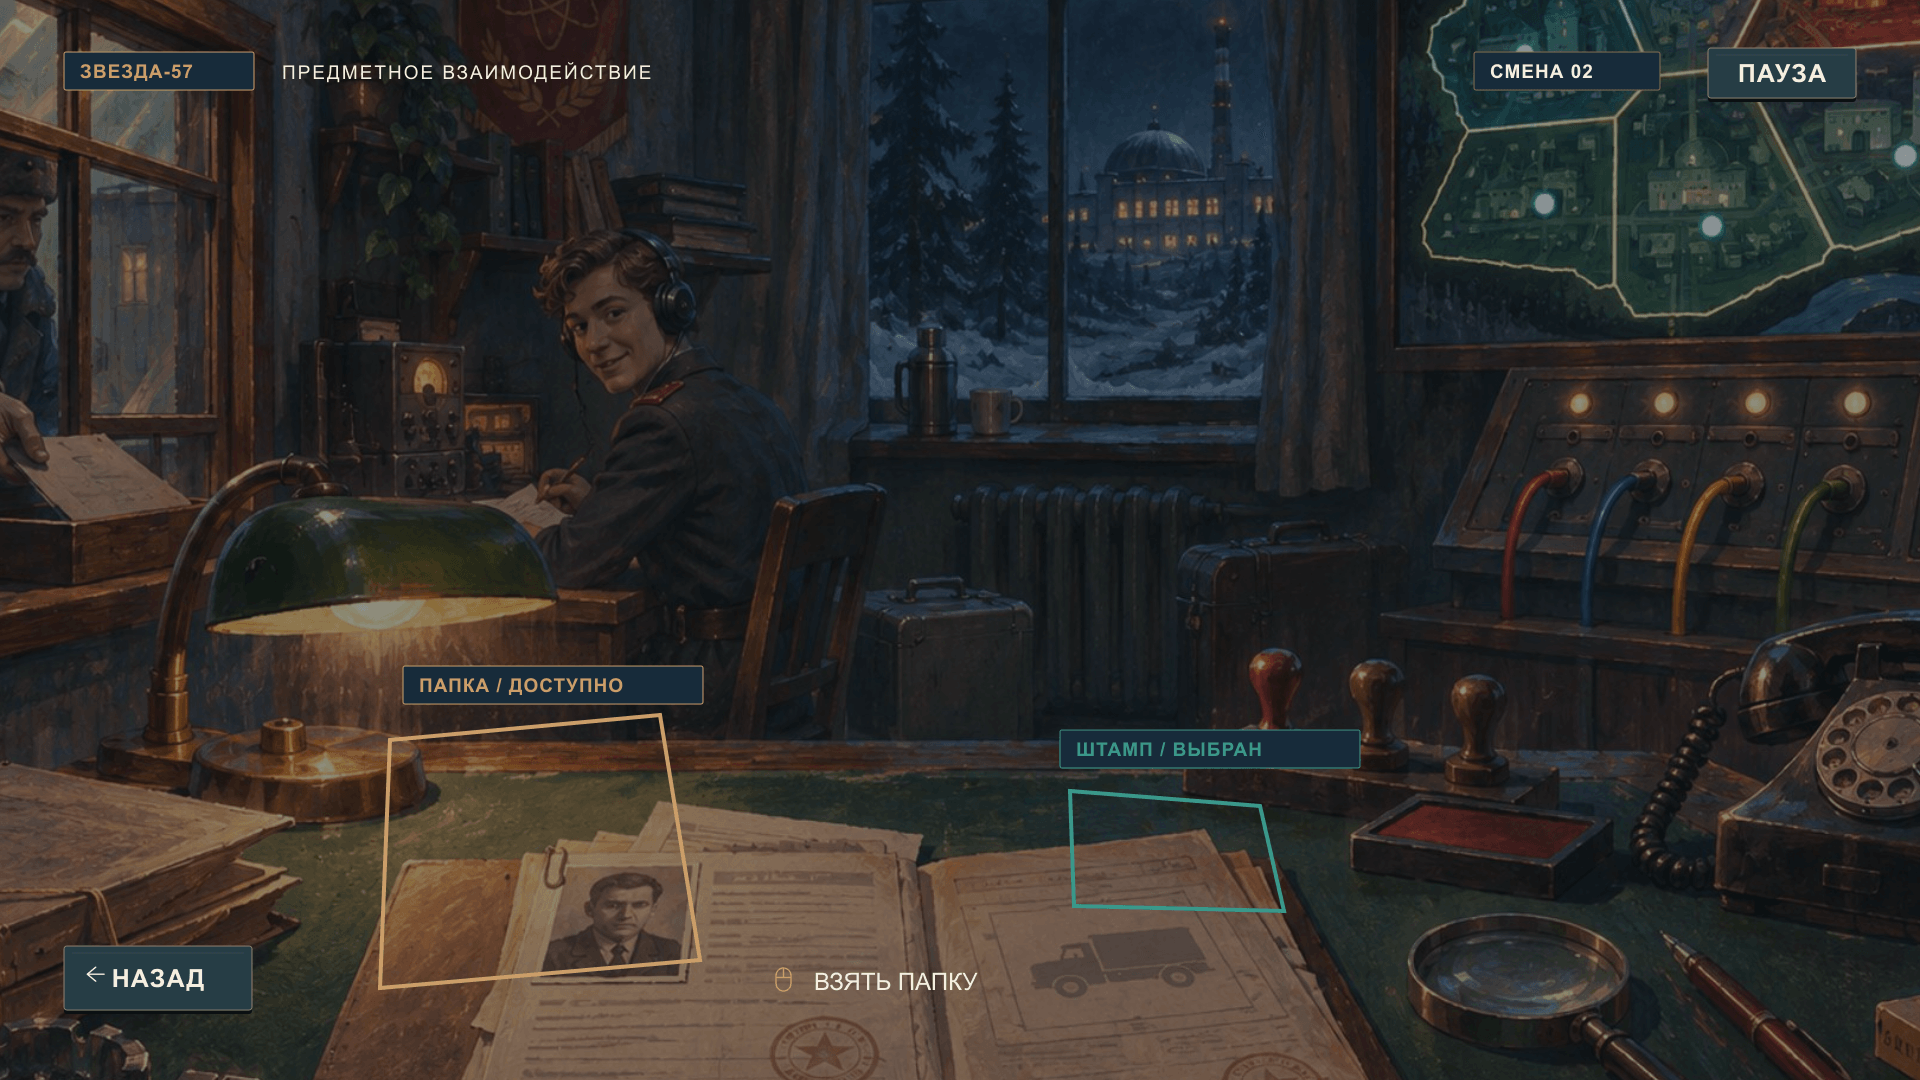 ЗВЕЗДА-57
ПРЕДМЕТНОЕ ВЗАИМОДЕЙСТВИЕ
СМЕНА 02
ПАУЗА
ПАПКА / ДОСТУПНО
ШТАМП / ВЫБРАН
← НАЗАД
ВЗЯТЬ ПАПКУ